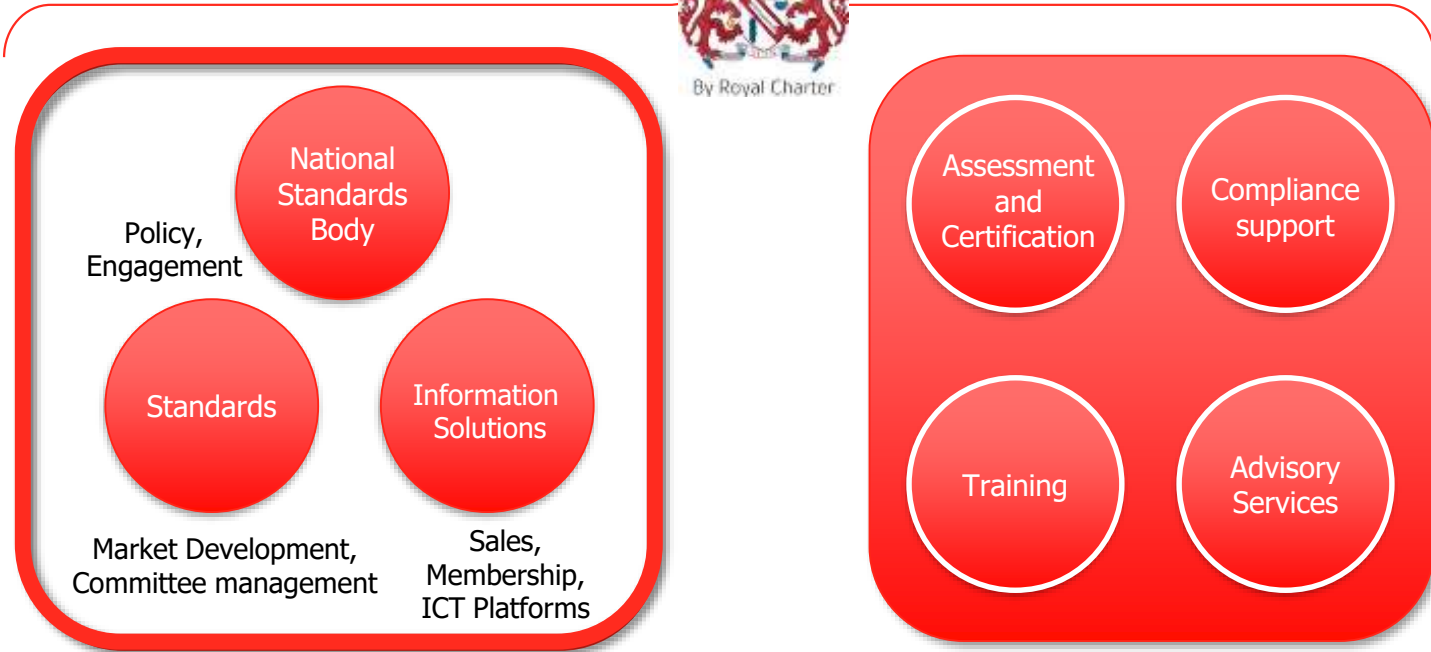 By Royal Charter
National
Standards
Body
Policy,
Engagement
Standards
Information
Solutions
Market Development,
Committee management
Sales,
Membership,
ICT Platforms
Assessment
and
Certification
Compliance
support
Training
Advisory
Services